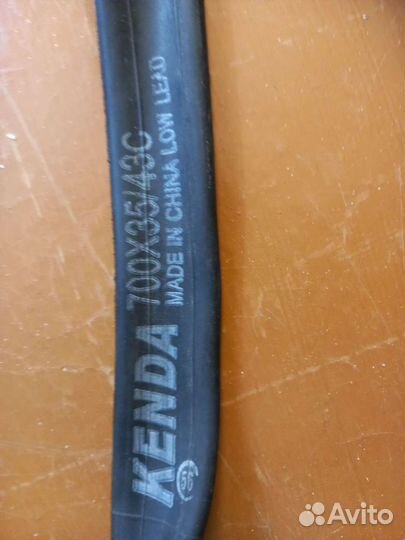 KENDA 700X35/43C
MADE IN CHINA LOW LEAD
Avito